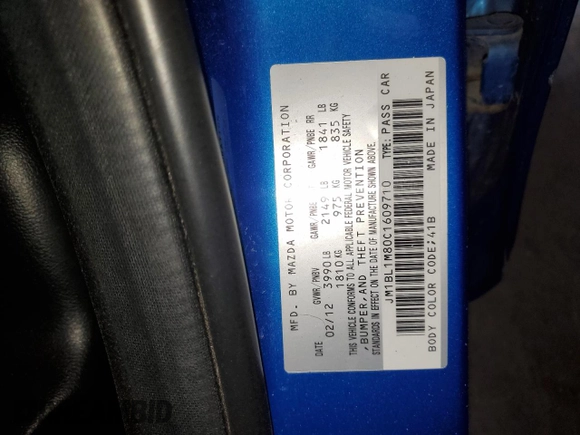 MFD. BY MAZDA MOTOR CORPORATION
DATE GVWR/PNBV GAWR/PNBE GAWR/PNBE RR
02/12 3990 LB 2149 LB 1841 LB
1810 KG 975 KG 835 KG
THIS VEHICLE CONFORMS TO ALL APPLICABLE FEDERAL MOTOR VEHICLE SAFETY
,BUMPER,AND THEFT PREVENTION
STANDARDS IN EFFECT ON THE DATE OF MANUFACTURE SHOWN ABOVE.
JM1BL1M80C1609710 TYPE: PASS CAR
BODY COLOR CODE;41B MADE IN JAPAN